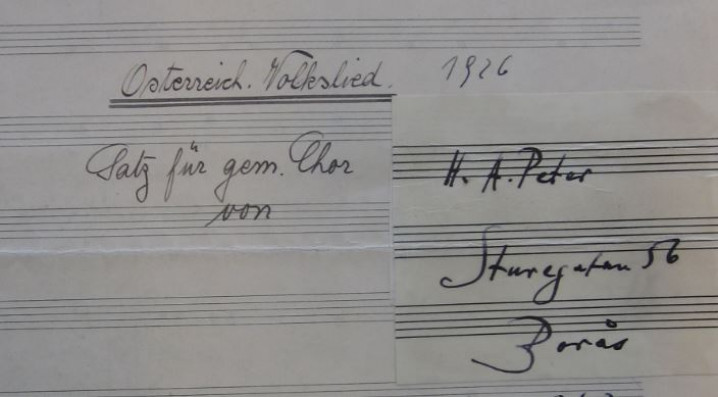 Österreich. Volkslied. 1926
Satz für gem. Chor
von
H. A. Peter
Sturegatan 56
Borås